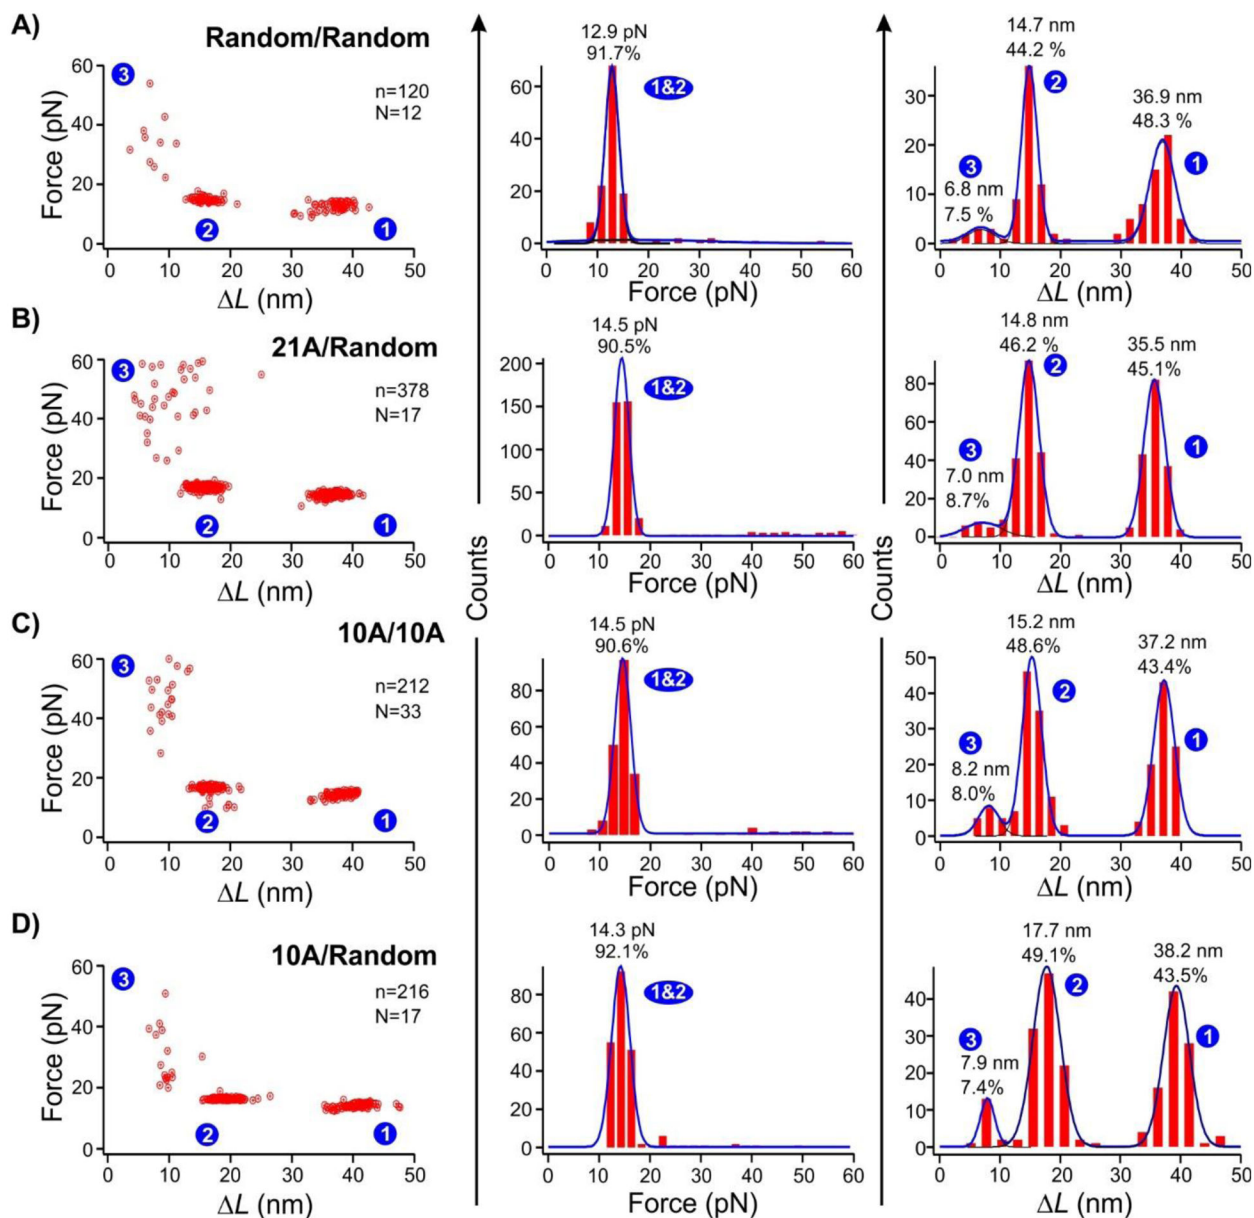 A)
Random/Random
n=120
N=12
3
2
1
Force (pN)
60
40
20
0
0 10 20 30 40 50
ΔL (nm)
12.9 pN
91.7%
1&2
60
40
20
0
0 10 20 30 40 50 60
Force (pN)
14.7 nm
44.2 %
2
36.9 nm
48.3 %
1
3
6.8 nm
7.5 %
30
20
10
0
0 10 20 30 40 50
ΔL (nm)
B)
21A/Random
n=378
N=17
3
2
1
Force (pN)
60
40
20
0
0 10 20 30 40 50
ΔL (nm)
14.5 pN
90.5%
1&2
200
150
100
50
0
0 10 20 30 40 50 60
Force (pN)
14.8 nm
46.2 %
2
35.5 nm
45.1%
1
3
7.0 nm
8.7%
80
60
40
20
0
0 10 20 30 40 50
ΔL (nm)
Counts
Counts
C)
10A/10A
n=212
N=33
3
2
1
Force (pN)
60
40
20
0
0 10 20 30 40 50
ΔL (nm)
14.5 pN
90.6%
1&2
80
60
40
20
0
0 10 20 30 40 50 60
Force (pN)
15.2 nm
48.6%
2
37.2 nm
43.4%
1
3
8.2 nm
8.0%
50
40
30
20
10
0
0 10 20 30 40 50
ΔL (nm)
D)
10A/Random
n=216
N=17
3
2
1
Force (pN)
60
40
20
0
0 10 20 30 40 50
ΔL (nm)
14.3 pN
92.1%
1&2
80
60
40
20
0
0 10 20 30 40 50 60
Force (pN)
17.7 nm
49.1%
2
38.2 nm
43.5%
1
3
7.9 nm
7.4%
40
30
20
10
0
0 10 20 30 40 50
ΔL (nm)